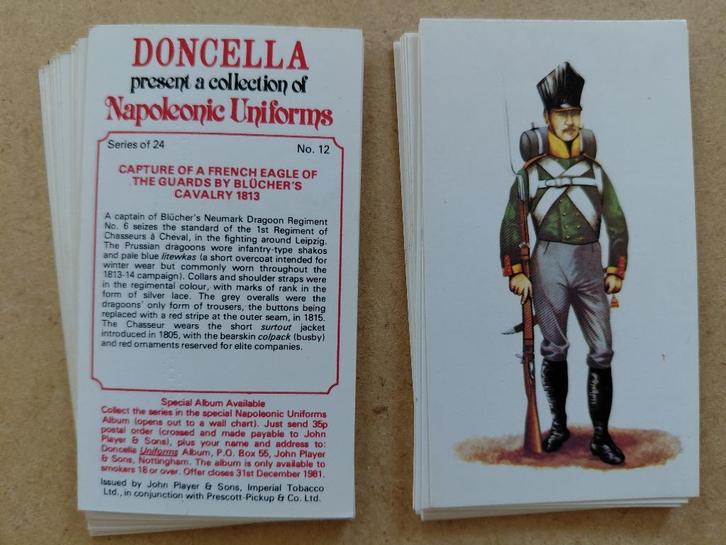 DONCELLA
present a collection of
Napoleonic Uniforms
Series of 24
No. 12
CAPTURE OF A FRENCH EAGLE OF
THE GUARDS BY BLÜCHER'S
CAVALRY 1813
A captain of Blücher's Neumark Dragoon Regiment
No. 6 seizes the standard of the 1st Regiment of
Chasseurs à Cheval, in the fighting around Leipzig.
The Prussian dragoons wore infantry-type shakos
and pale blue litewkas (a short overcoat intended for
winter wear but commonly worn throughout the
1813-14 campaign). Collars and shoulder straps were
in the regimental colour, with marks of rank in the
form of silver lace. The grey overalls were the
dragoons' only form of trousers, the buttons being
replaced with a red stripe at the outer seam, in 1815.
The Chasseur wears the short surtout jacket
introduced in 1805, with the bearskin colpack (busby)
and red ornaments reserved for elite companies.
Special Album Available
Collect the series in the special Napoleonic Uniforms
Album (opens out to a wall chart). Just send 35p
postal order (crossed and made payable to John
Player & Sons), plus your name and address to:
Doncella Uniforms Album, P.O. Box 55, John Player
& Sons, Nottingham. The album is only available to
smokers 18 or over. Offer closes 31st December 1981.
Issued by John Player & Sons, Imperial Tobacco
Ltd., in conjunction with Prescott-Pickup & Co. Ltd.